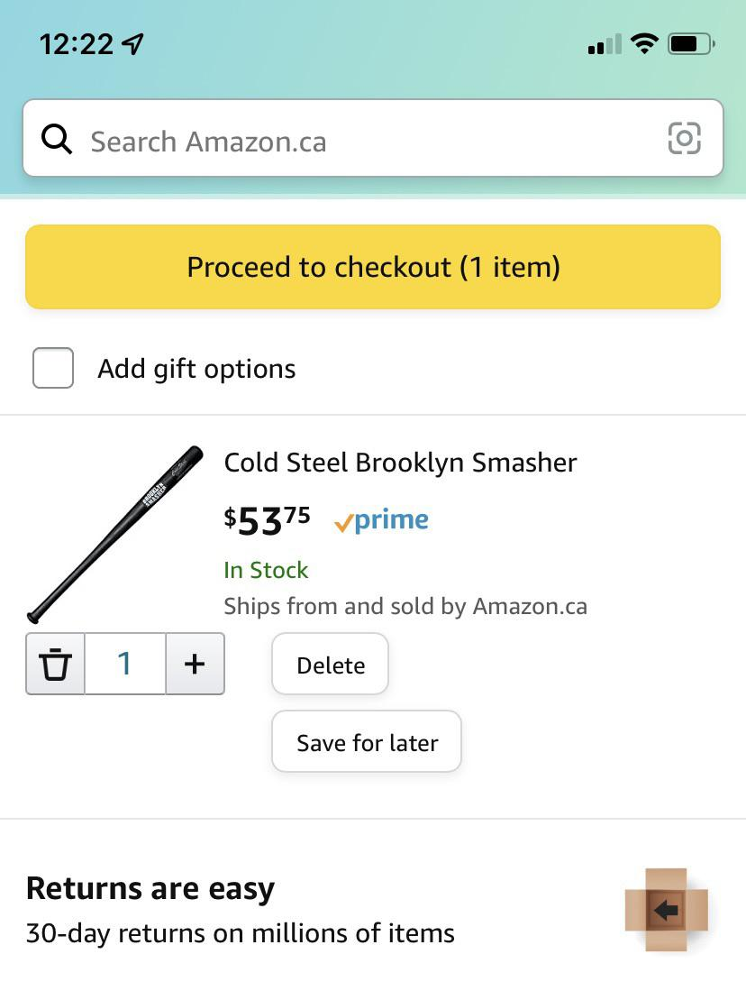 12:22
Search Amazon.ca
Proceed to checkout (1 item)
Add gift options
BROOKLYN
SMASHER
Cold Steel Brooklyn Smasher
$53.75 prime
In Stock
Ships from and sold by Amazon.ca
1 +
Delete
Save for later
Returns are easy
30-day returns on millions of items